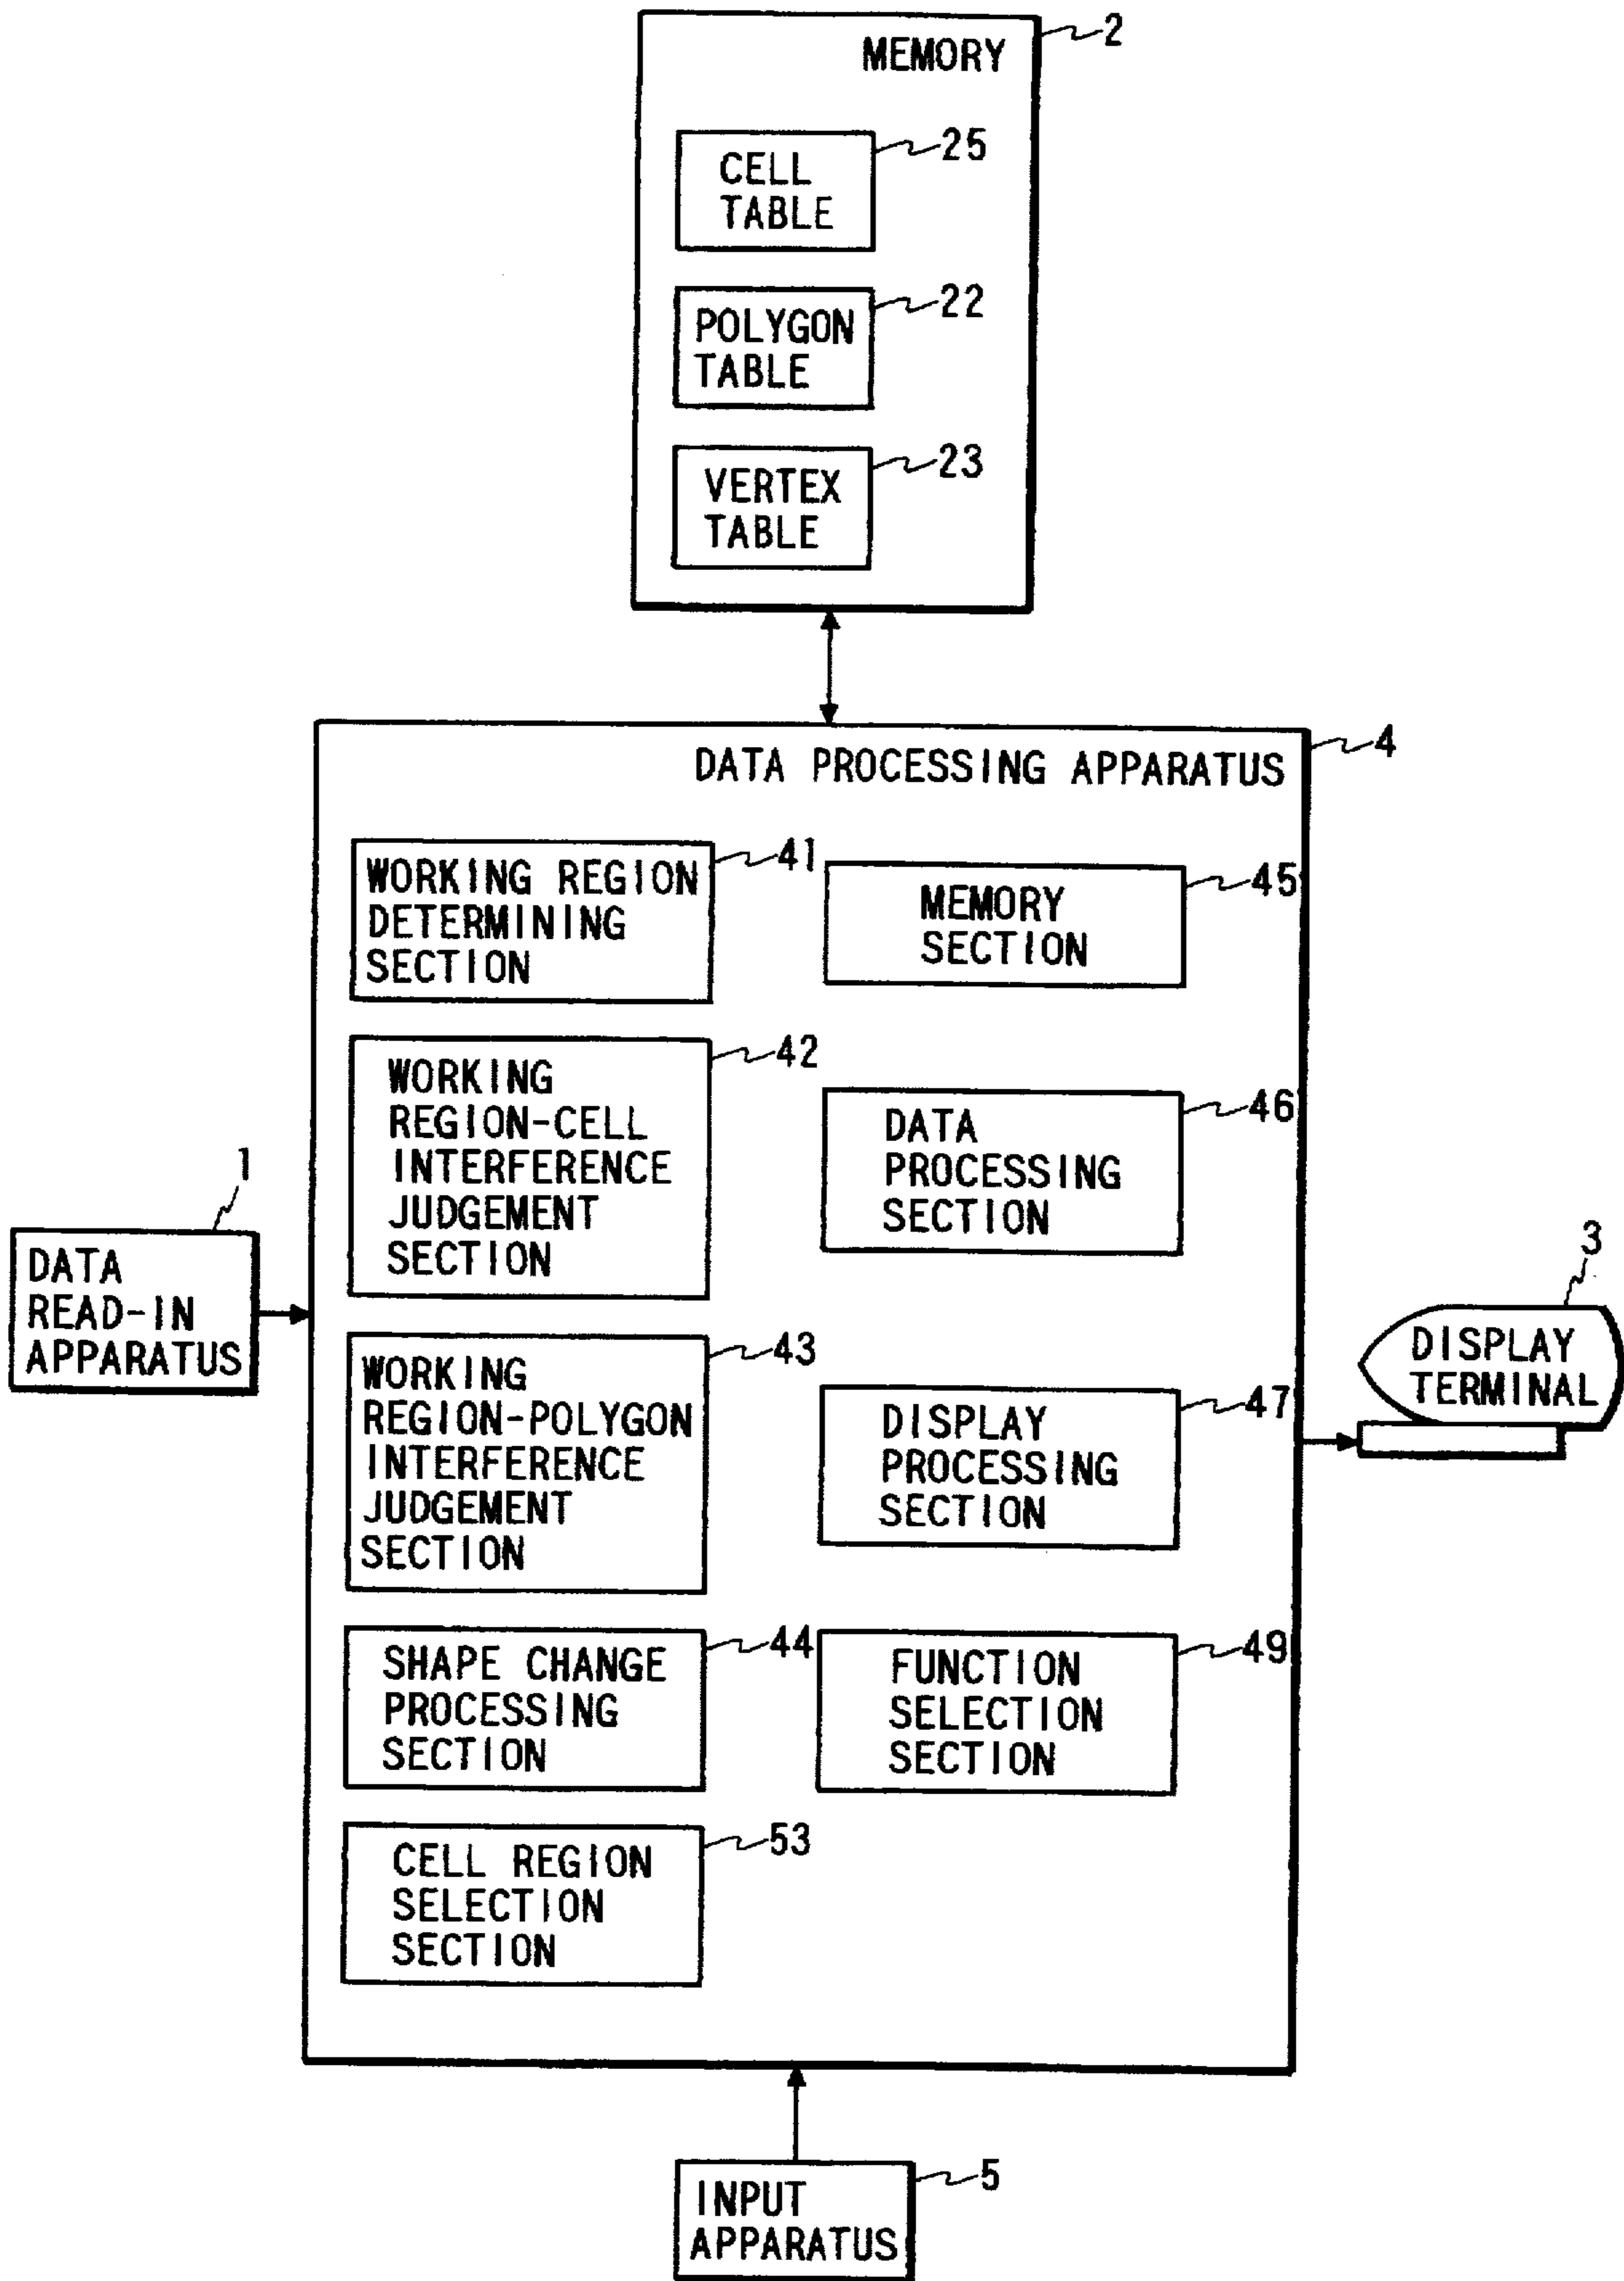 2
MEMORY
25
CELL
TABLE
22
POLYGON
TABLE
23
VERTEX
TABLE
4
DATA PROCESSING APPARATUS
41
WORKING REGION
DETERMINING
SECTION
45
MEMORY
SECTION
42
WORKING
REGION-CELL
INTERFERENCE
JUDGEMENT
SECTION
46
DATA
PROCESSING
SECTION
1
DATA
READ-IN
APPARATUS
43
WORKING
REGION-POLYGON
INTERFERENCE
JUDGEMENT
SECTION
47
DISPLAY
PROCESSING
SECTION
3
DISPLAY
TERMINAL
44
SHAPE CHANGE
PROCESSING
SECTION
49
FUNCTION
SELECTION
SECTION
53
CELL REGION
SELECTION
SECTION
5
INPUT
APPARATUS